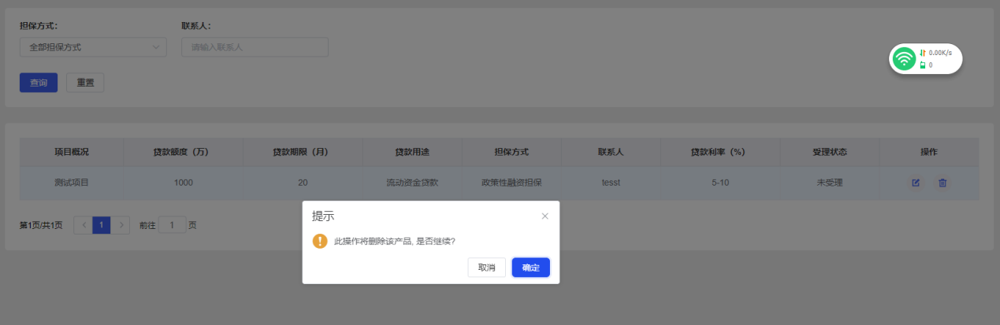 担保方式： 联系人：
全部担保方式 请输入联系人
0.00K/s
0
查询 重置
项目概况 贷款额度（万） 贷款期限（月） 贷款用途 担保方式 联系人 贷款利率（%） 受理状态 操作
测试项目 1000 20 流动资金贷款 政策性融资担保 tesst 5-10 未受理
第1页/共1页 1 前往 1 页
提示
此操作将删除该产品, 是否继续?
取消 确定